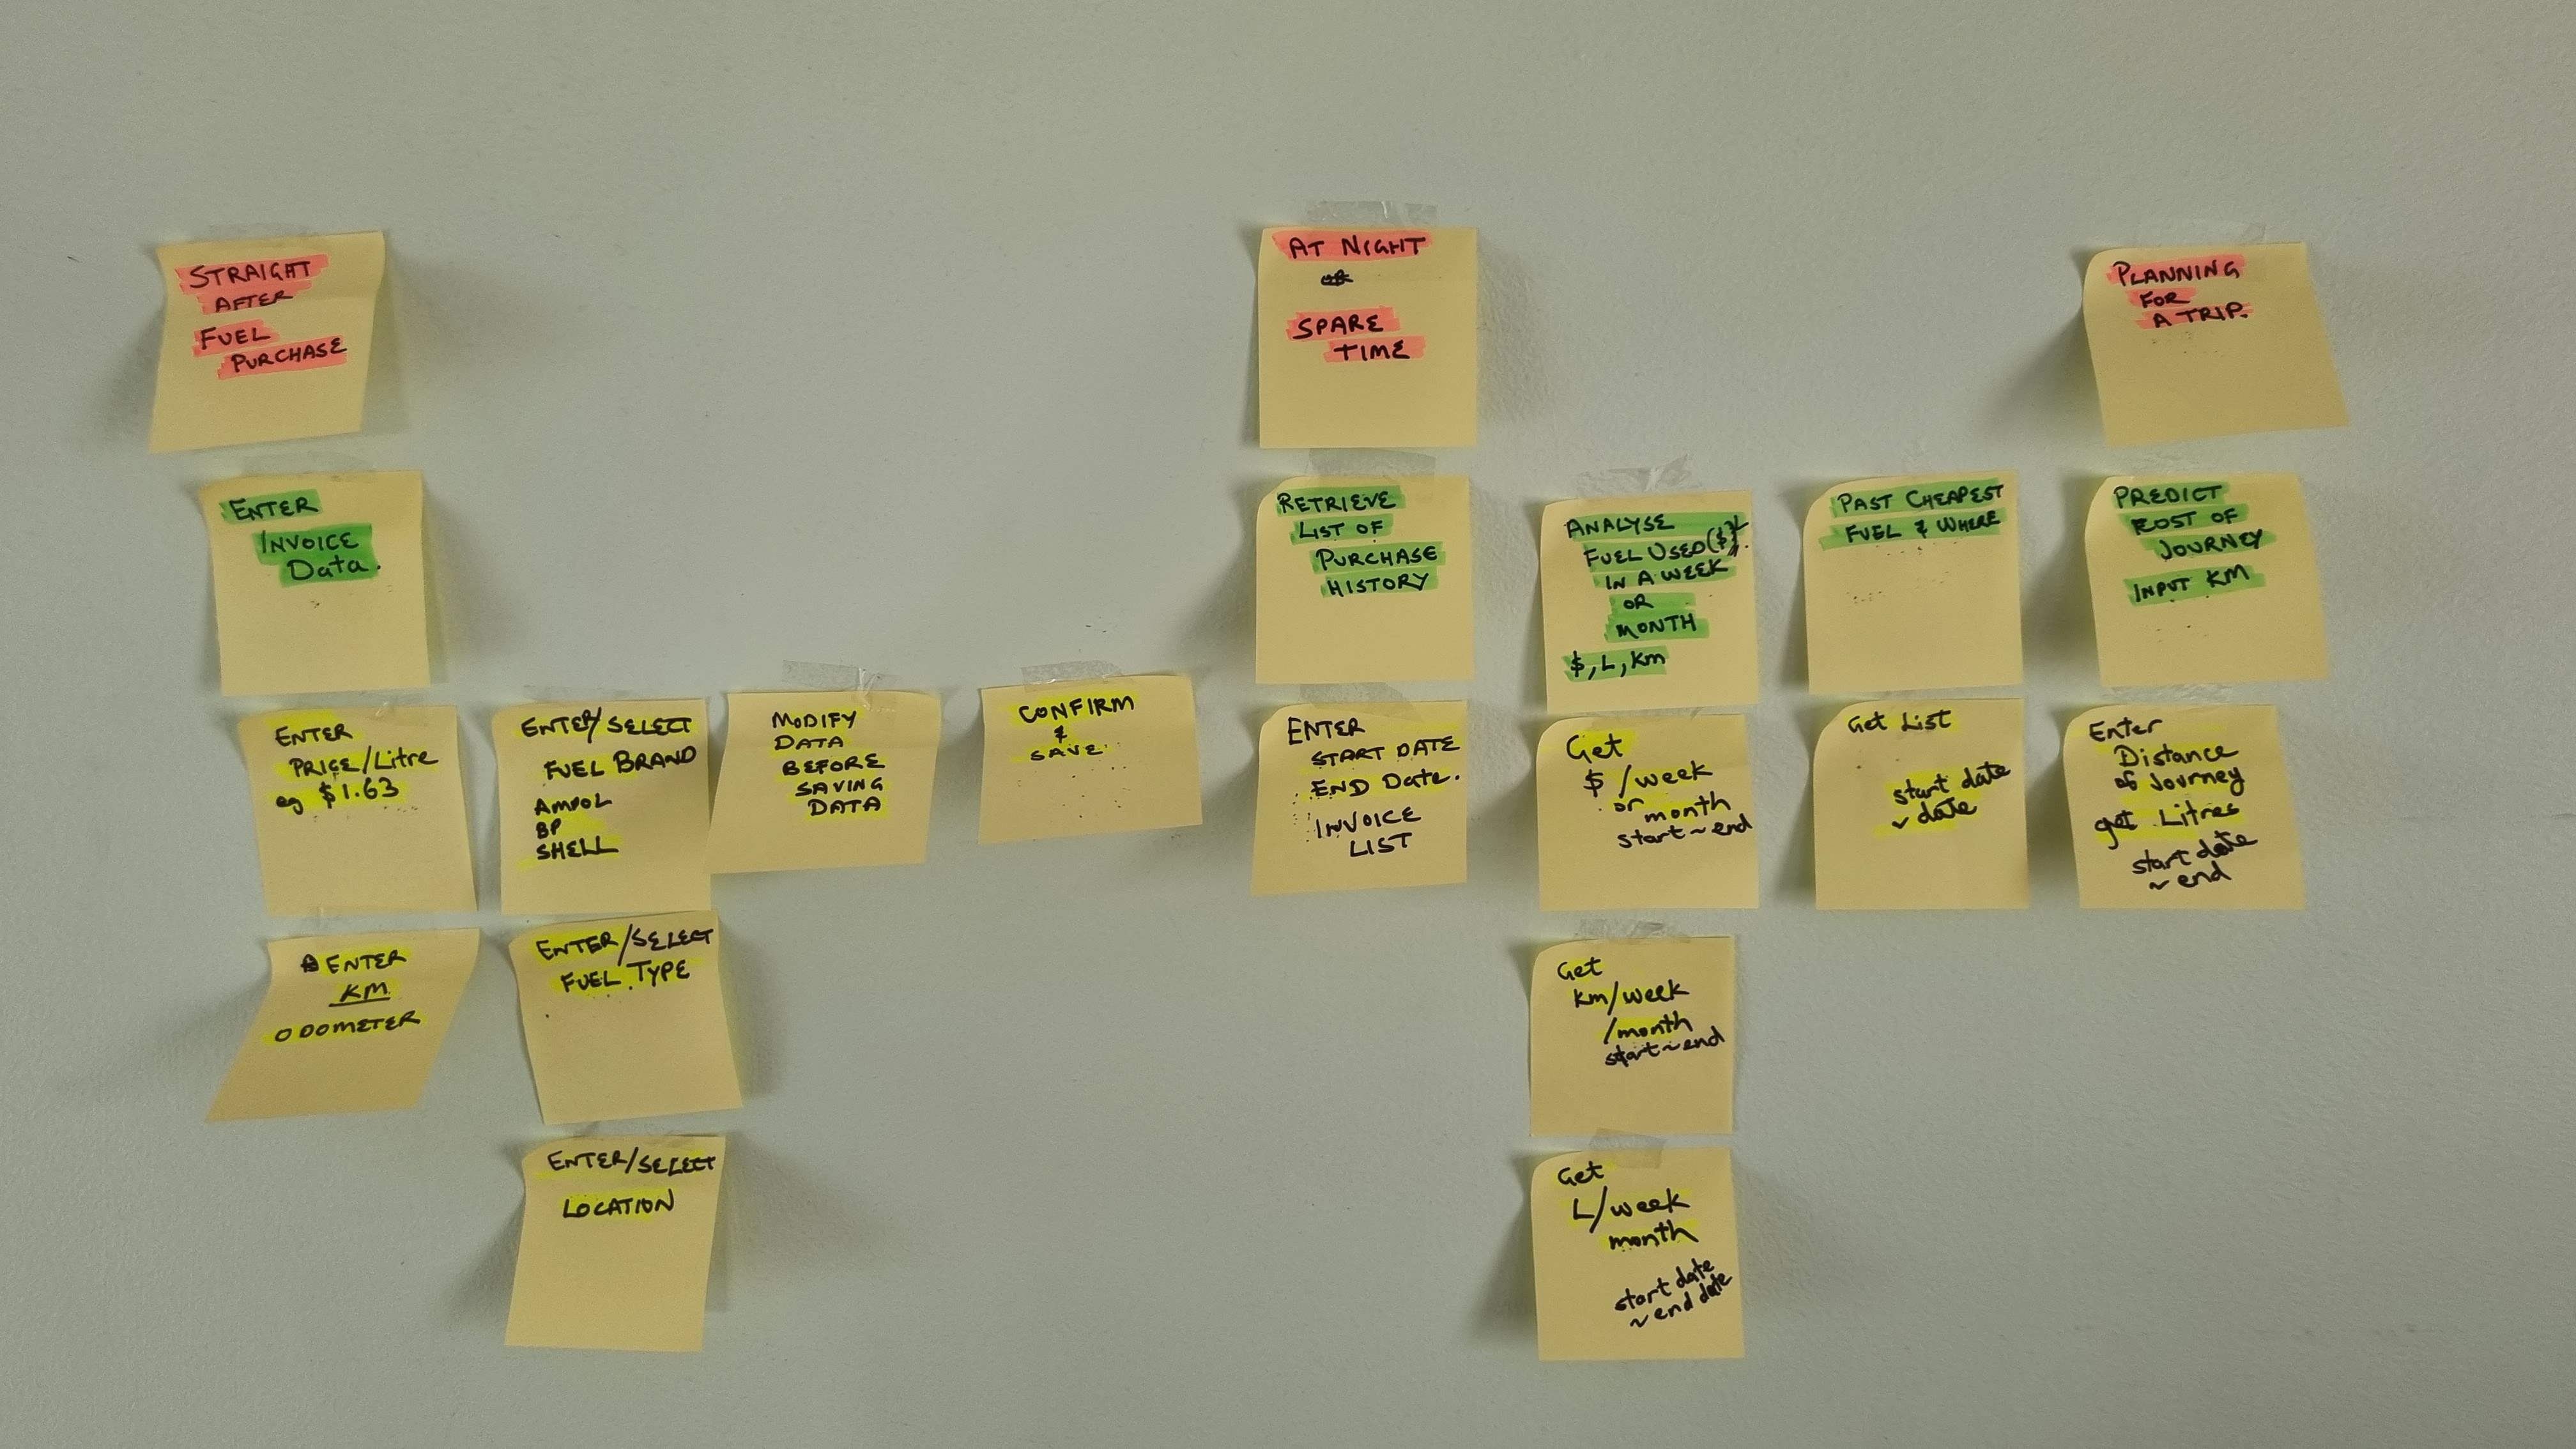 STRAIGHT
AFTER
FUEL
PURCHASE
AT NIGHT
OR
SPARE
TIME
PLANNING
FOR
A TRIP.
ENTER
INVOICE
Data.
RETRIEVE
LIST OF
PURCHASE
HISTORY
ANALYSE
FUEL USED($)
IN A WEEK
OR
MONTH
$, L, Km
PAST CHEAPEST
FUEL & WHERE
PREDICT
COST OF
JOURNEY
INPUT KM
ENTER
PRICE/Litre
eg $1.63
ENTER/SELECT
FUEL BRAND
AMPOL
BP
SHELL
MODIFY
DATA
BEFORE
SAVING
DATA
CONFIRM
&
SAVE
ENTER
START DATE
END Date.
INVOICE
LIST
Get
$ /week
or month
start ~ end
Get List
start date
~ date
Enter
Distance
of Journey
get Litres
start date
~ end
ENTER
KM
ODOMETER
ENTER/SELECT
FUEL TYPE
Get
km/week
/month
start ~ end
ENTER/SELECT
LOCATION
Get
L/week
month
start date
~ end date